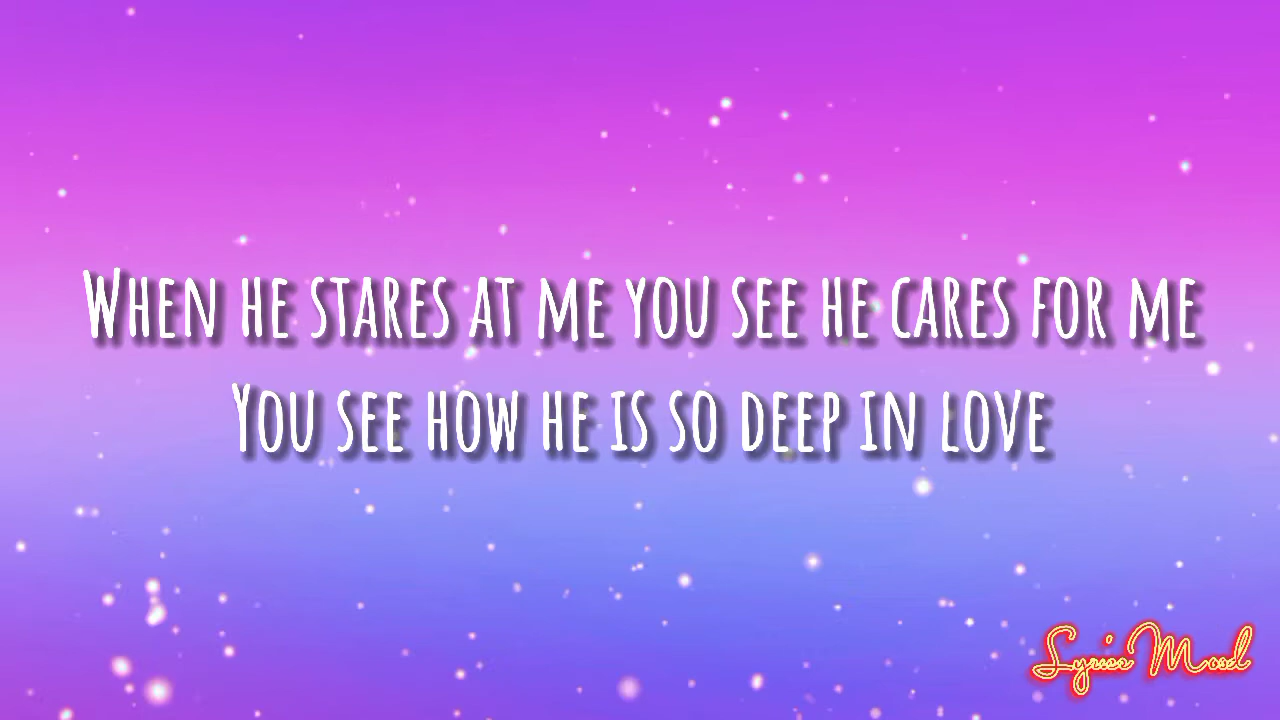 When he stares at me you see he cares for me
You see how he is so deep in love
Lyrics Mood